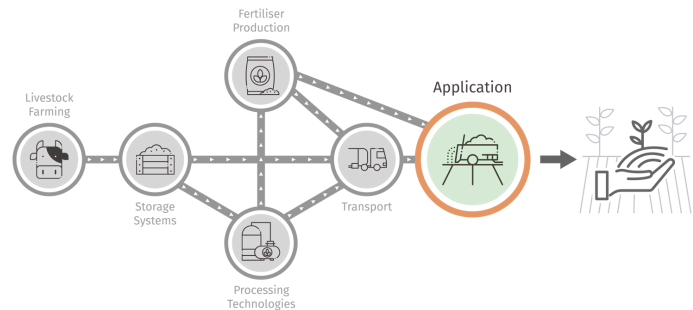 Fertiliser
Production
Application
Livestock
Farming
Storage
Systems
Transport
Processing
Technologies